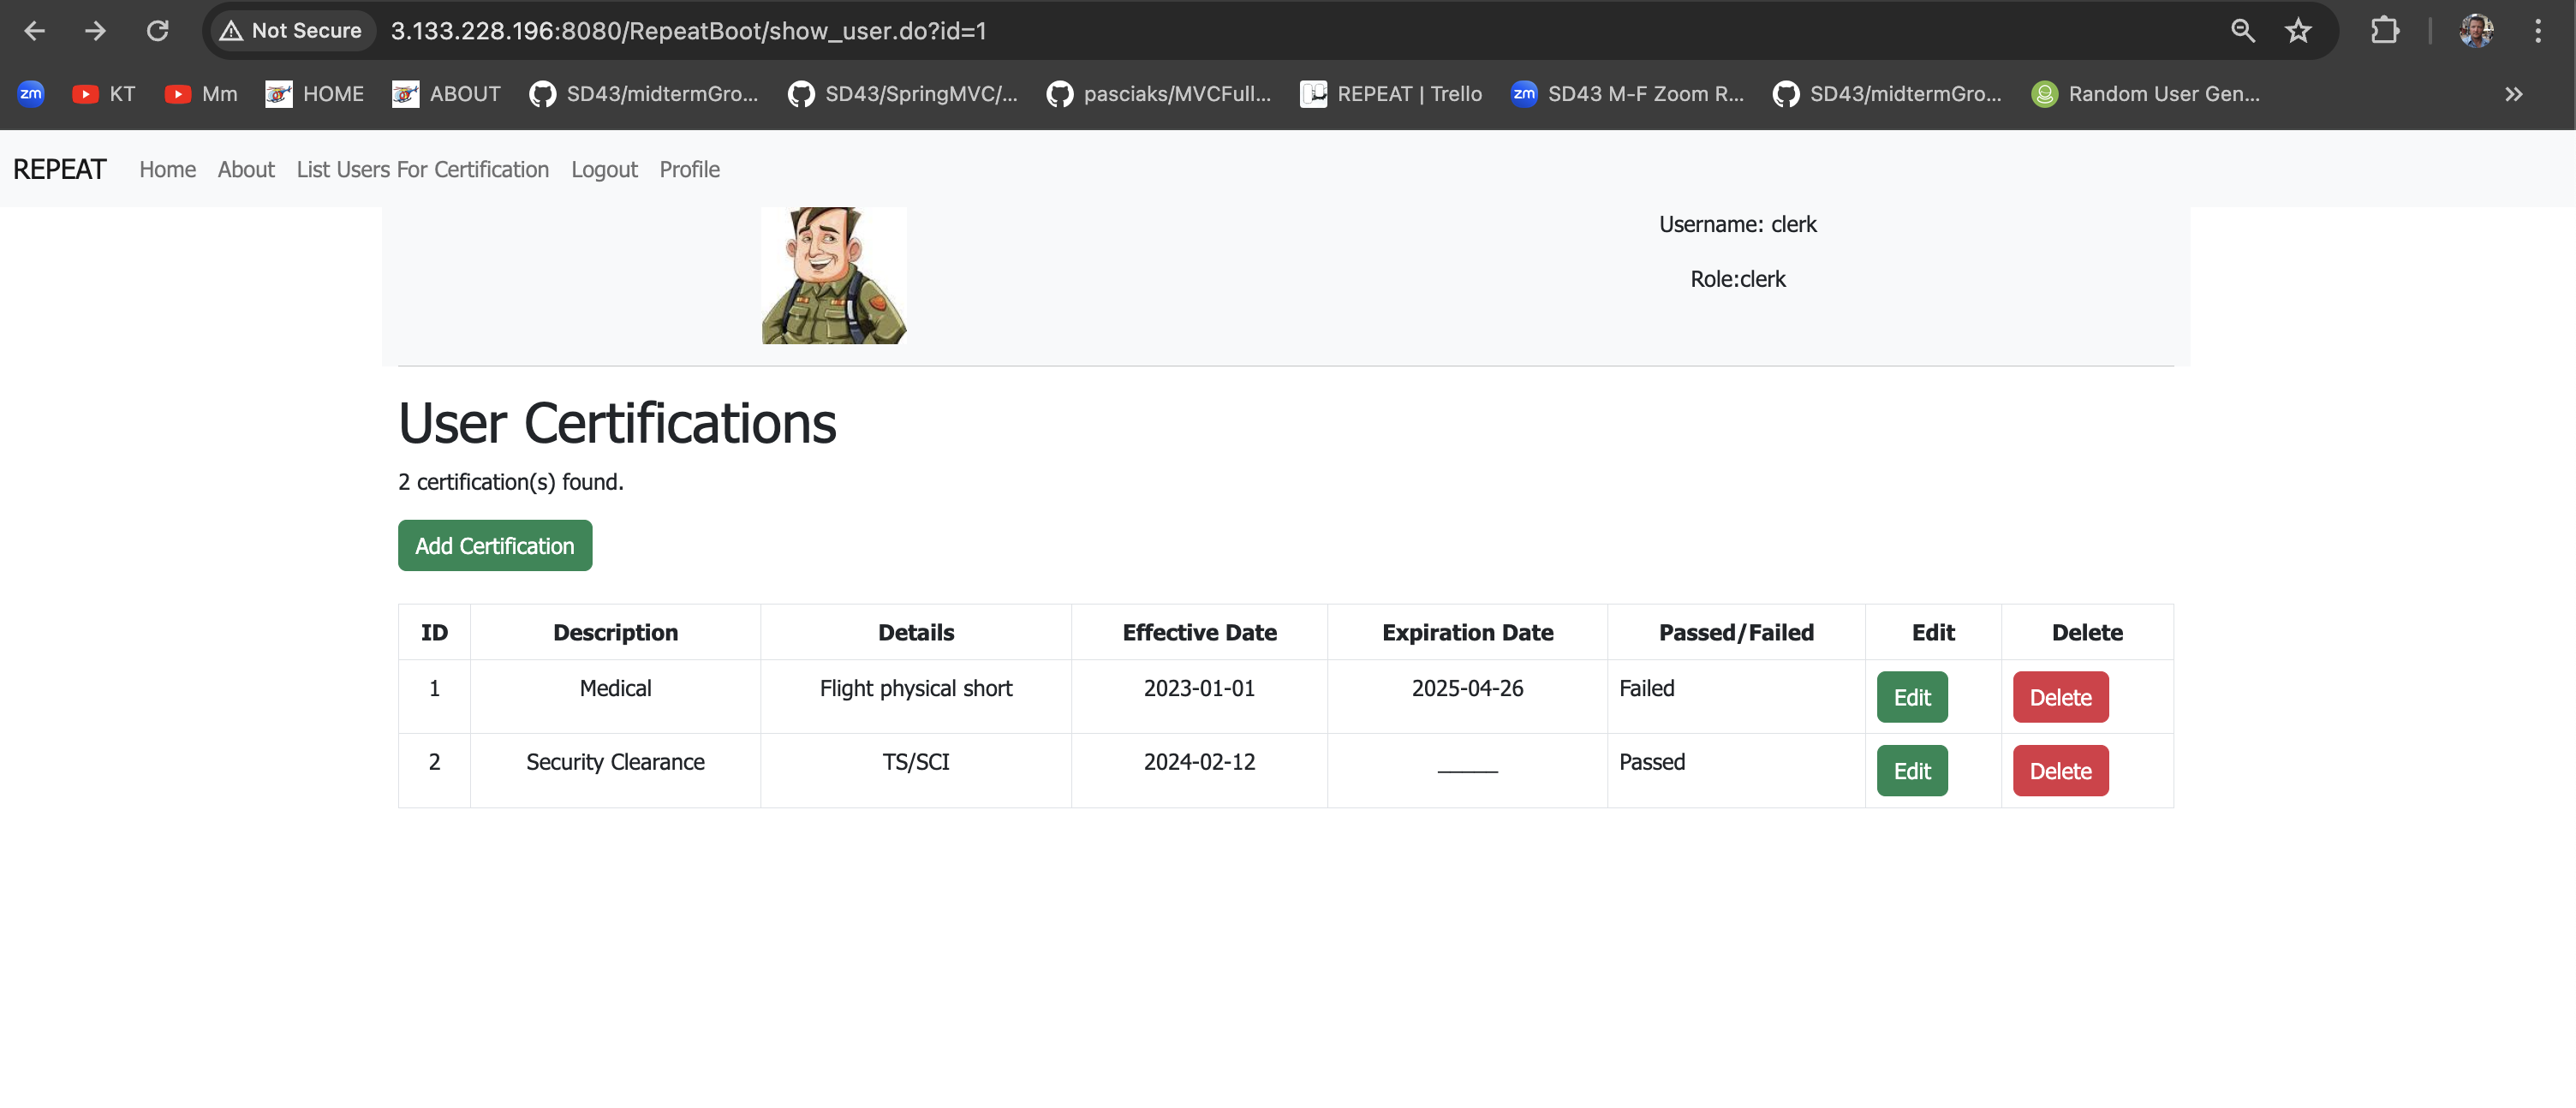 Not Secure 3.133.228.196:8080/RepeatBoot/show_user.do?id=1
zm KT Mm HOME ABOUT SD43/midtermGro... SD43/SpringMVC/... pasciaks/MVCFull... REPEAT | Trello zm SD43 M-F Zoom R... SD43/midtermGro... Random User Gen...
REPEAT Home About List Users For Certification Logout Profile
Username: clerk
Role:clerk
User Certifications
2 certification(s) found.
Add Certification
ID Description Details Effective Date Expiration Date Passed/Failed Edit Delete
1 Medical Flight physical short 2023-01-01 2025-04-26 Failed Edit Delete
2 Security Clearance TS/SCI 2024-02-12 _____ Passed Edit Delete